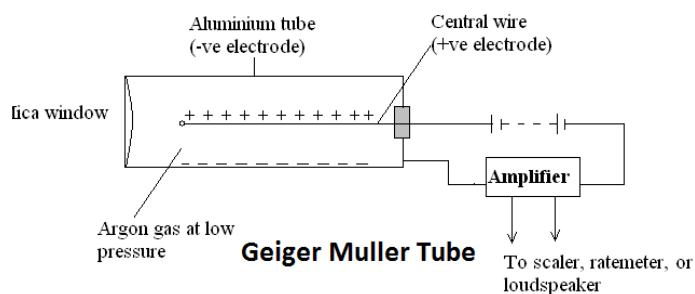 Aluminium tube
(-ve electrode)
Central wire
(+ve electrode)
lica window
+ + + + + + + + + ++
Amplifier
Argon gas at low
pressure
Geiger Muller Tube
To scaler, ratemeter, or
loudspeaker